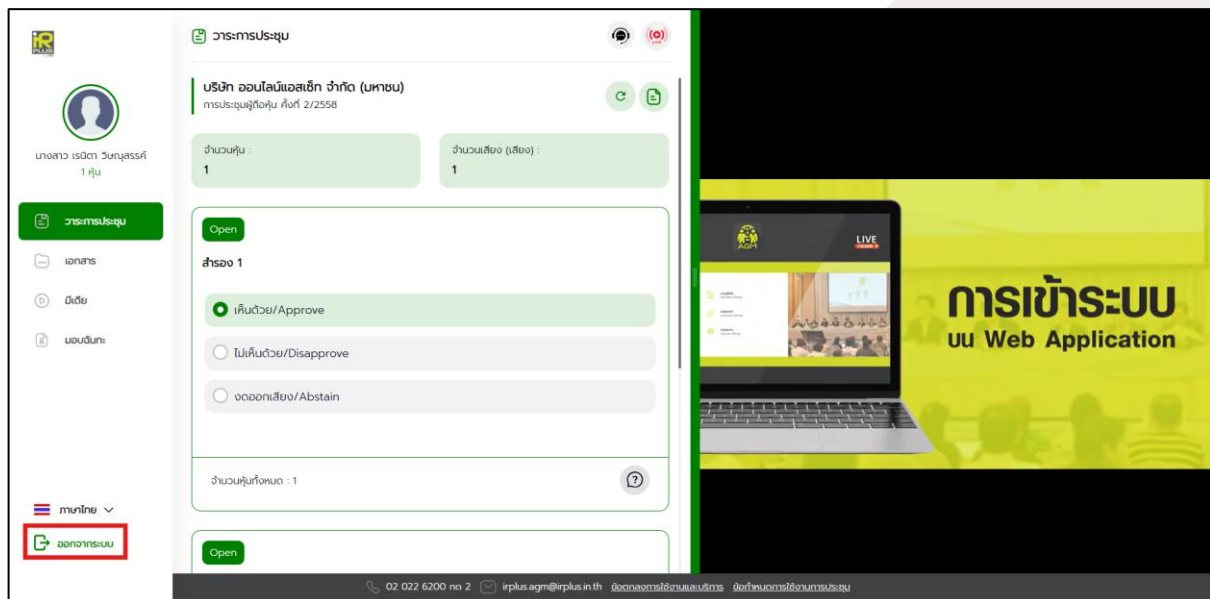 iR
PLUS
วาระการประชุม
LIVE
บริษัท ออนไลน์แอสเซ็ท จำกัด (มหาชน)
การประชุมผู้ถือหุ้น ครั้งที่ 2/2558
นางสาว เรนิตา วิษณุสรรค์
1 หุ้น
จำนวนหุ้น :
1
จำนวนเสียง (เสียง) :
1
วาระการประชุม
เอกสาร
มีเดีย
มอบฉันทะ
Open
สำรอง 1
เห็นด้วย/Approve
ไม่เห็นด้วย/Disapprove
งดออกเสียง/Abstain
จำนวนหุ้นทั้งหมด : 1
Open
ภาษาไทย
ออกจากระบบ
AGM
LIVE
การเข้าระบบ
บน Web Application
02 022 6200 กด 2 irplus.agm@irplus.in.th ข้อตกลงการใช้งานและบริการ ข้อกำหนดการใช้งานการประชุม